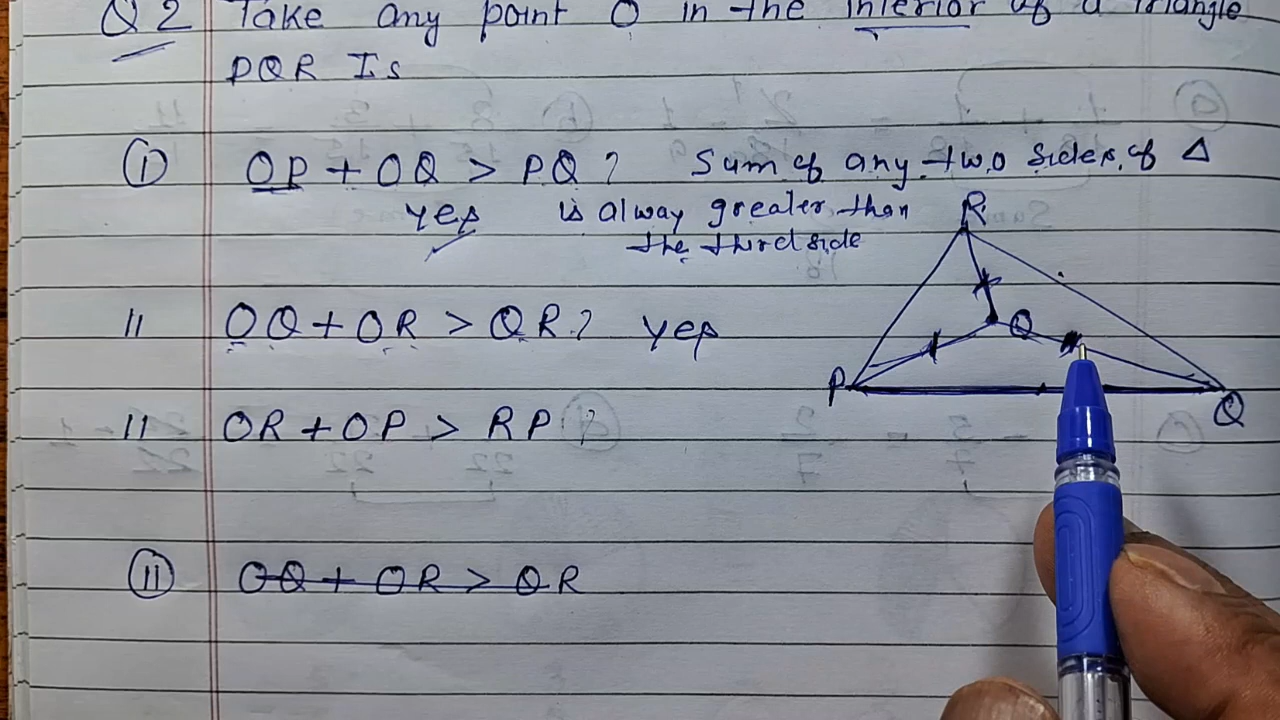 Q2 Take any point O in the interior of a triangle
PQR Is
(i) OP + OQ > PQ? Sum of any two sides of Δ
yes is alway greater than
the third side
R
ii OQ + OR > QR? yes
O
P
Q
ii OR + OP > RP ?
(ii) OQ + OR > QR